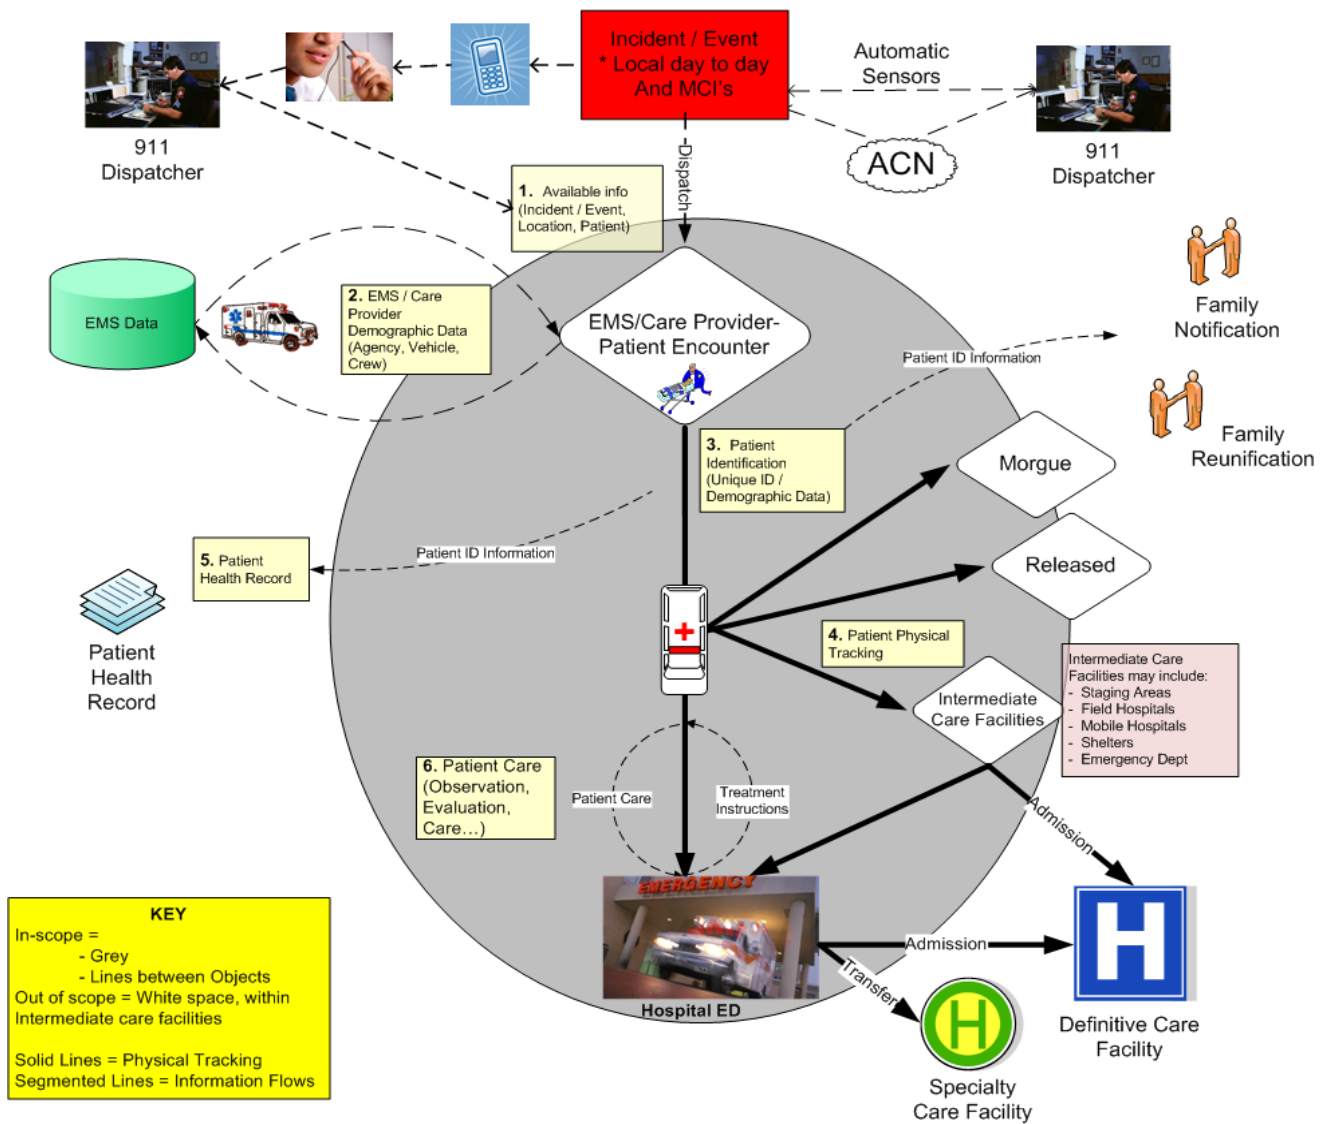 Incident / Event
* Local day to day
And MCI's
Automatic
Sensors
911
Dispatcher
ACN
911
Dispatcher
Dispatch
1. Available info
(Incident / Event,
Location, Patient)
EMS Data
2. EMS / Care
Provider
Demographic Data
(Agency, Vehicle,
Crew)
EMS/Care Provider-
Patient Encounter
Family
Notification
Patient ID Information
Family
Reunification
3. Patient
Identification
(Unique ID /
Demographic Data)
Morgue
Released
Patient ID Information
5. Patient
Health Record
Patient
Health
Record
4. Patient Physical
Tracking
Intermediate
Care Facilities
Intermediate Care
Facilities may include:
- Staging Areas
- Field Hospitals
- Mobile Hospitals
- Shelters
- Emergency Dept
6. Patient Care
(Observation,
Evaluation,
Care…)
Patient Care
Treatment
Instructions
Admission
EMERGENCY
Hospital ED
Admission
Transfer
H
Definitive Care
Facility
H
Specialty
Care Facility
KEY
In-scope =
- Grey
- Lines between Objects
Out of scope = White space, within
Intermediate care facilities
Solid Lines = Physical Tracking
Segmented Lines = Information Flows